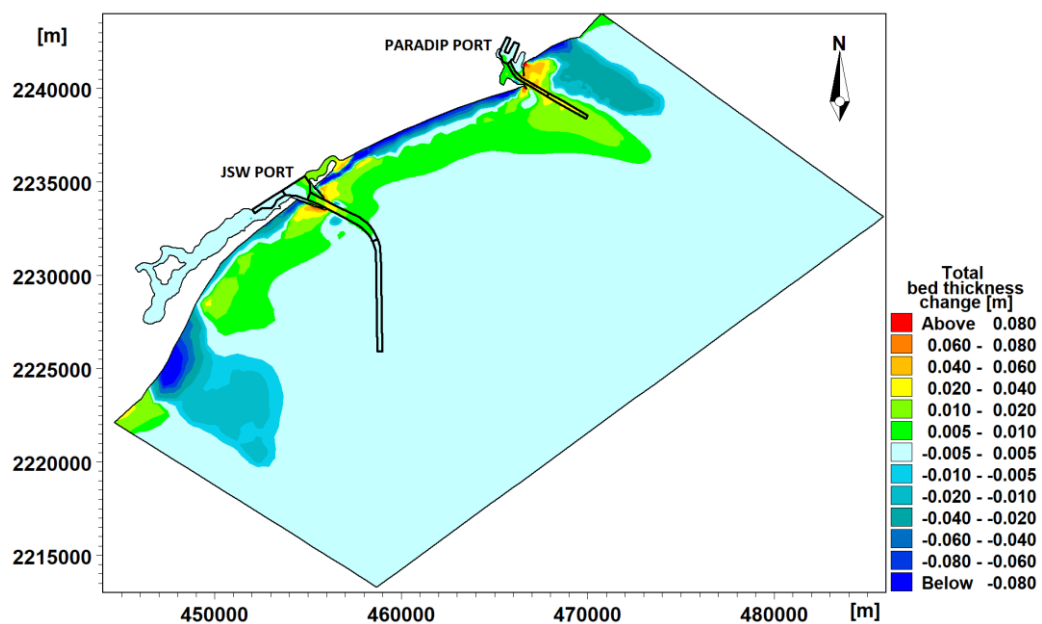 [m]
PARADIP PORT
N
2240000
2235000
JSW PORT
2230000
2225000
2220000
2215000
450000
460000
470000
480000
[m]
Total
bed thickness
change [m]
Above 0.080
0.060 - 0.080
0.040 - 0.060
0.020 - 0.040
0.010 - 0.020
0.005 - 0.010
-0.005 - 0.005
-0.010 - -0.005
-0.020 - -0.010
-0.040 - -0.020
-0.060 - -0.040
-0.080 - -0.060
Below -0.080